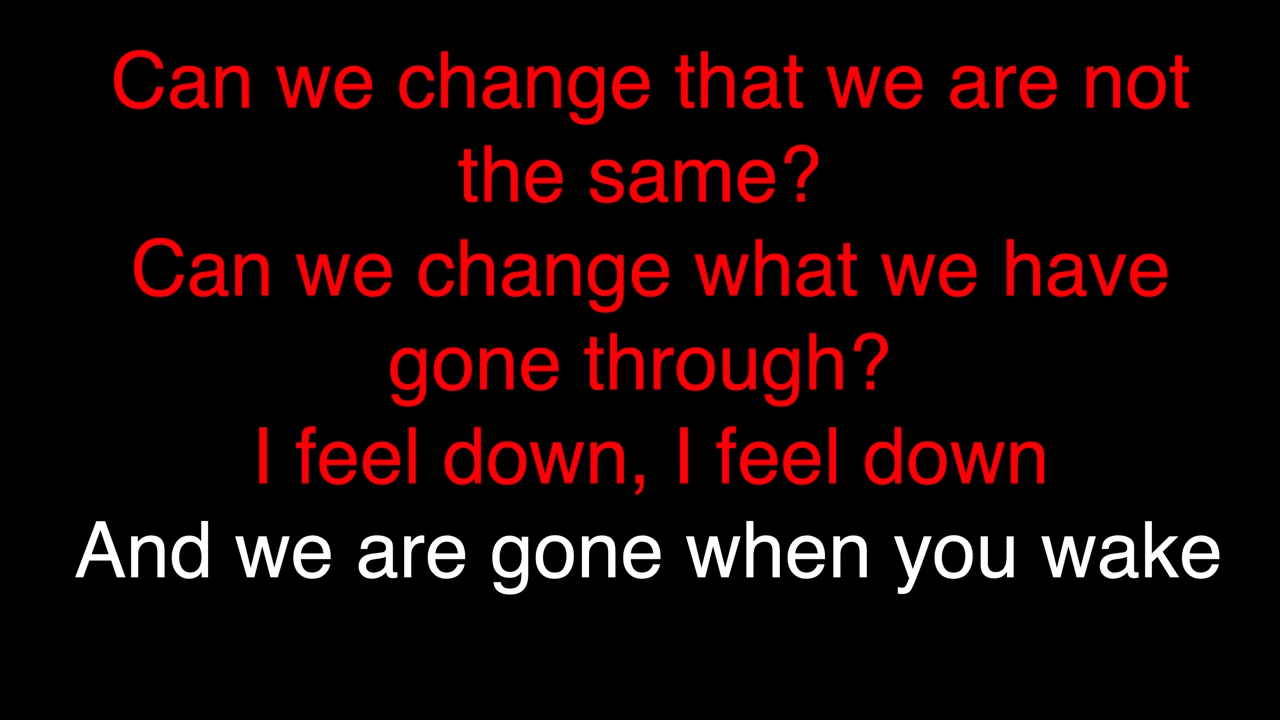 Can we change that we are not
the same?
Can we change what we have
gone through?
I feel down, I feel down
And we are gone when you wake